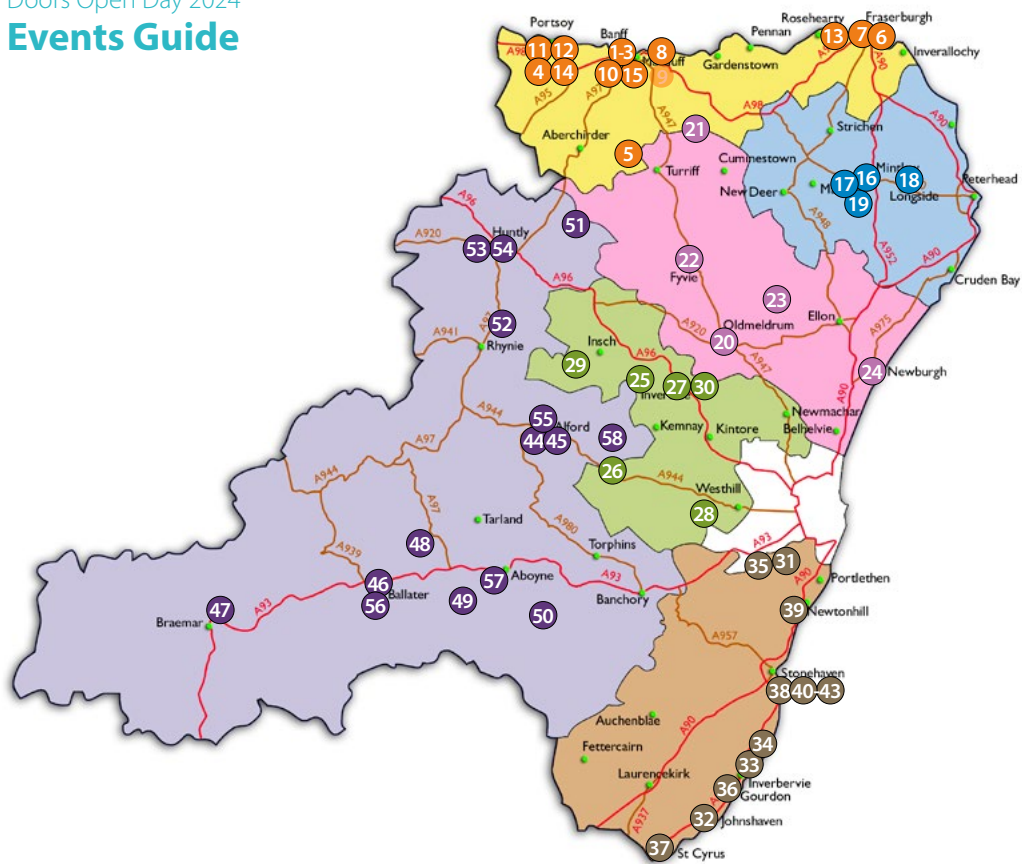 Doors Open Day 2024
Events Guide
Portsoy
Banff
Rosehearty
Fraserburgh
Pennan
Gardenstown
Inverallochy
A98
11
12
1-3
8
13
7
6
4
14
10
15
9
A95
A98
A90
A947
A90
Aberchirder
5
21
Turriff
Cuminestown
New Deer
Strichen
17
16
18
19
Longside
Peterhead
A948
A952
A90
Cruden Bay
A96
A920
Huntly
53
54
51
22
Fyvie
23
A96
A920
Oldmeldrum
20
Ellon
A975
A941
52
Rhynie
Insch
29
A96
A947
24
Newburgh
A90
25
27
30
Newmachar
Belhelvie
A944
55
Alford
44
45
58
Kemnay
Kintore
A97
26
A944
Westhill
28
A944
A97
Tarland
A980
A939
48
Torphins
A93
35
31
A90
Portlethen
46
Ballater
56
57
Aboyne
49
50
A93
Banchory
39
Newtonhill
47
A93
Braemar
A957
Stonehaven
38
40-43
Auchenblae
A90
Fettercairn
34
33
Laurencekirk
Inverbervie
36
Gourdon
A937
32
Johnshaven
37
St Cyrus